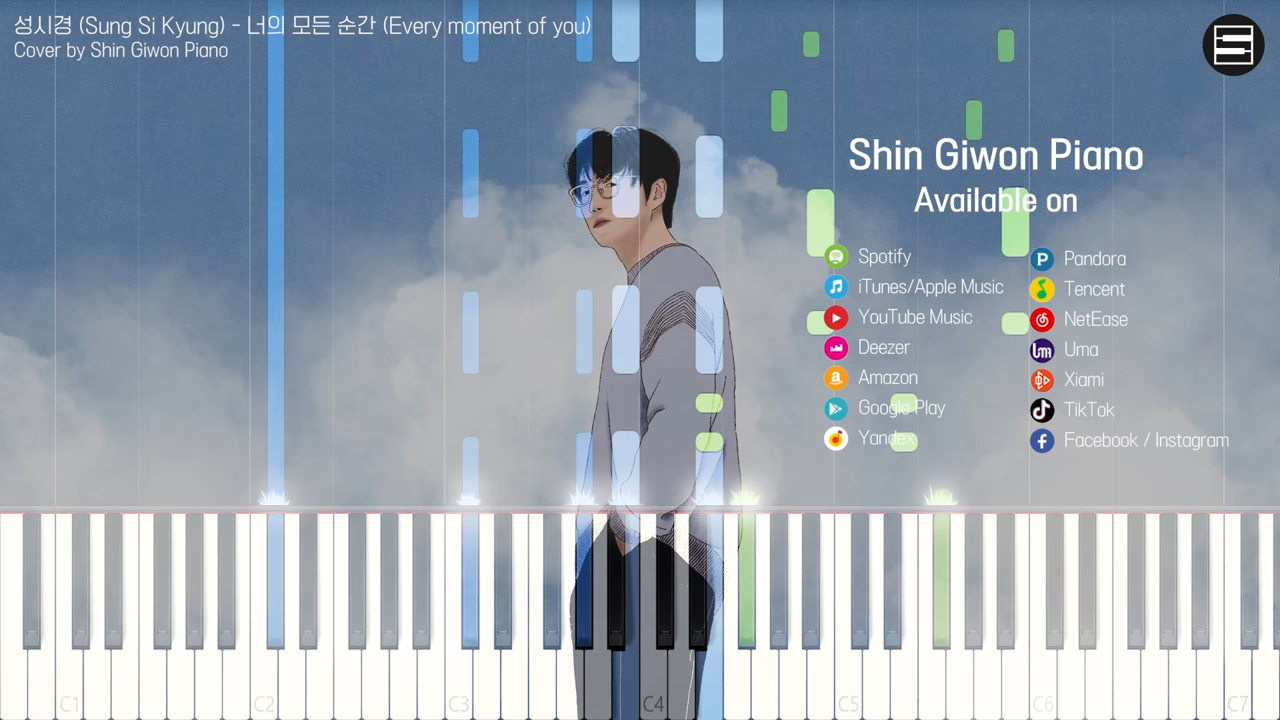 성시경 (Sung Si Kyung) - 너의 모든 순간 (Every moment of you)
Cover by Shin Giwon Piano
Shin Giwon Piano
Available on
Spotify
iTunes/Apple Music
YouTube Music
Deezer
Amazon
Google Play
Yandex
Pandora
Tencent
NetEase
Uma
Xiami
TikTok
Facebook / Instagram
C1
C2
C3
C4
C5
C6
C7